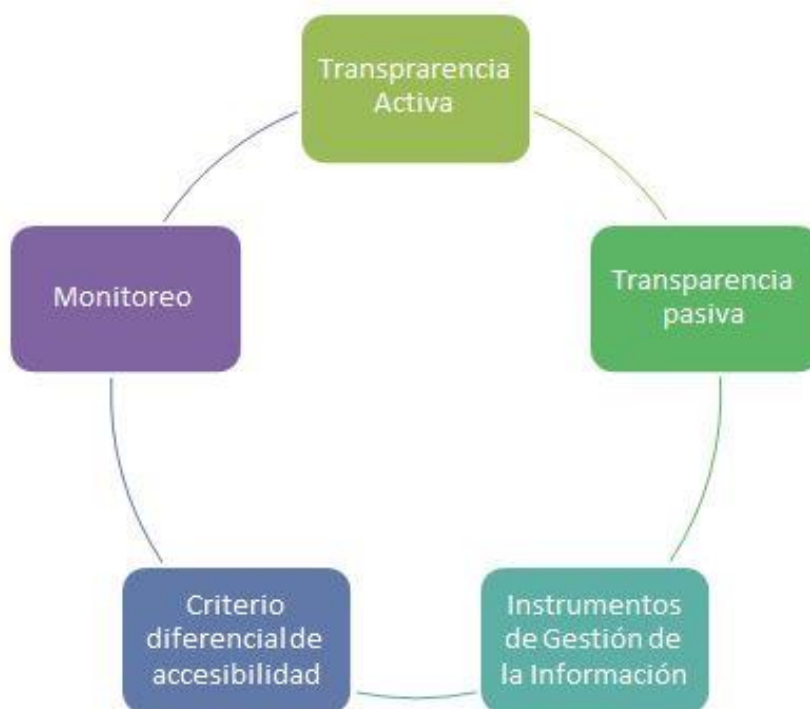 Transprarencia
Activa
Transparencia
pasiva
Instrumentos
de Gestión de
la Información
Criterio
diferencial de
accesibilidad
Monitoreo